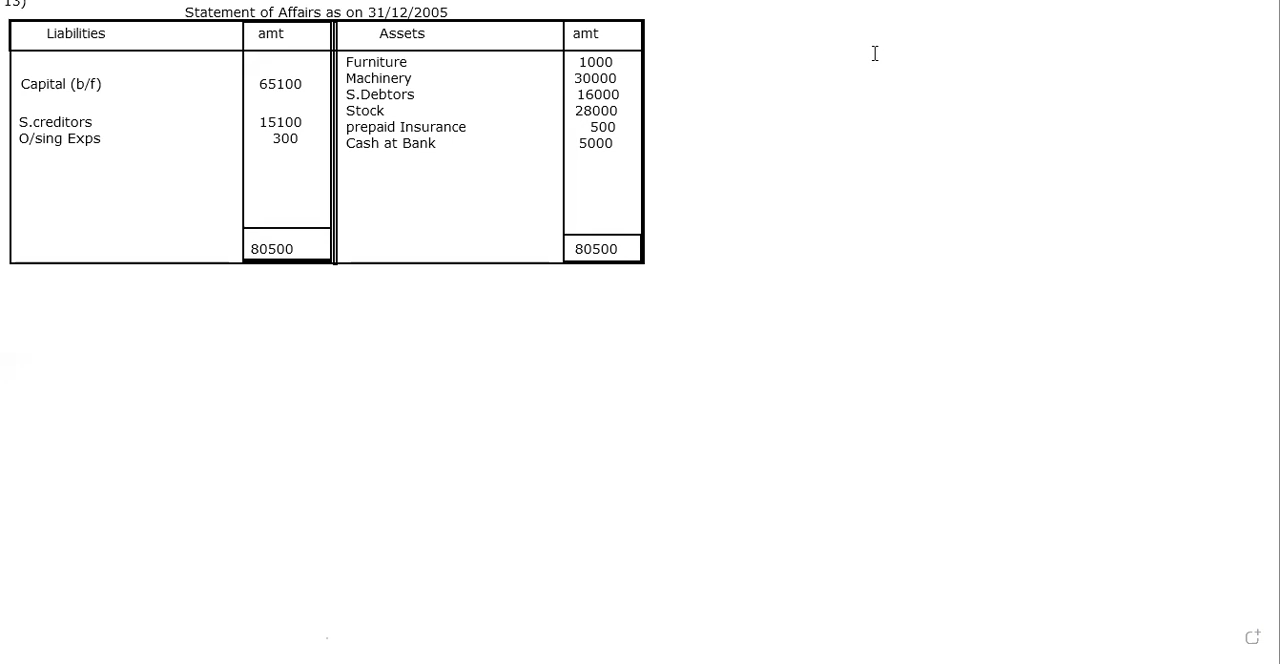 13)
Statement of Affairs as on 31/12/2005
Liabilities amt Assets amt
Furniture 1000
Capital (b/f) 65100 Machinery 30000
S.Debtors 16000
Stock 28000
S.creditors 15100 prepaid Insurance 500
O/sing Exps 300 Cash at Bank 5000
80500 80500